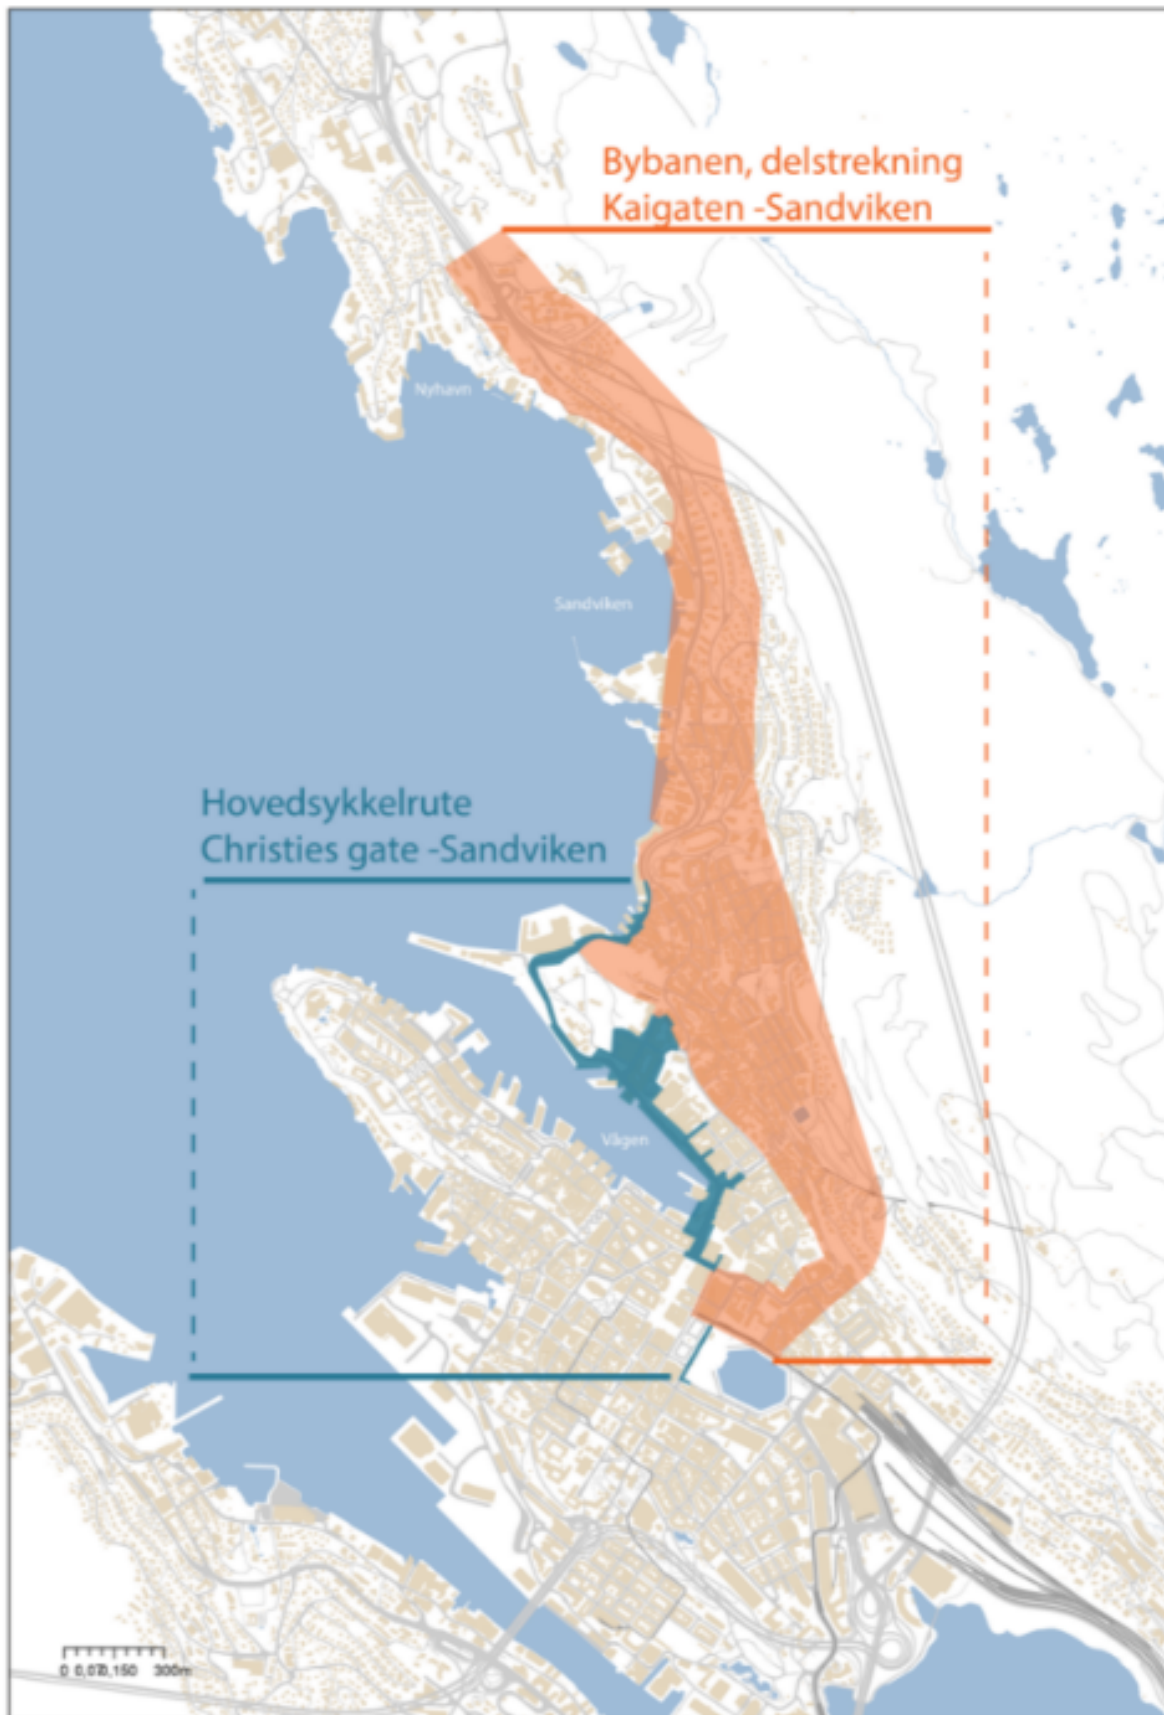 Bybanen, delstrekning
Kaigaten -Sandviken
Nyhavn
Sandviken
Hovedsykkelrute
Christies gate -Sandviken
Vågen
300m